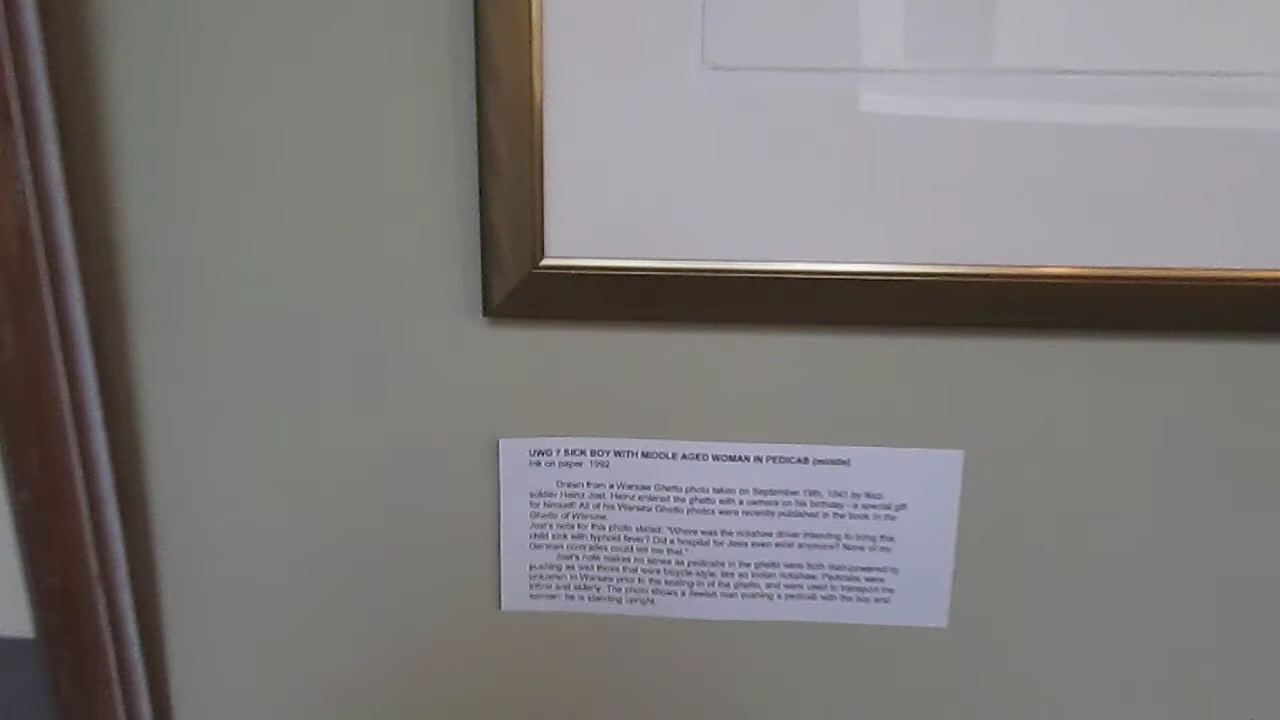 UWG 7 SICK BOY WITH MIDDLE AGED WOMAN IN PEDICAB (middle)
Ink on paper: 1992
Drawn from a Warsaw Ghetto photo taken on September 19th, 1941 by Nazi
soldier Heinz Jost. Heinz entered the ghetto with a camera on his birthday - a special gift
for himself! All of his Warsaw Ghetto photos were recently published in the book In the
Ghetto of Warsaw.
Jost's note for this photo stated: "Where was the rickshaw driver intending to bring this
child sick with typhoid fever? Did a hospital for Jews even exist anymore? None of my
German comrades could tell me that."
Jost's note makes no sense as pedicabs in the ghetto were both man-powered by
pushing as well those that were bicycle-style, like an Indian rickshaw. Pedicabs were
unknown in Warsaw prior to the sealing in of the ghetto, and were used to transport the
infirm and elderly. The photo shows a Jewish man pushing a pedicab with the boy and
woman; he is standing upright.